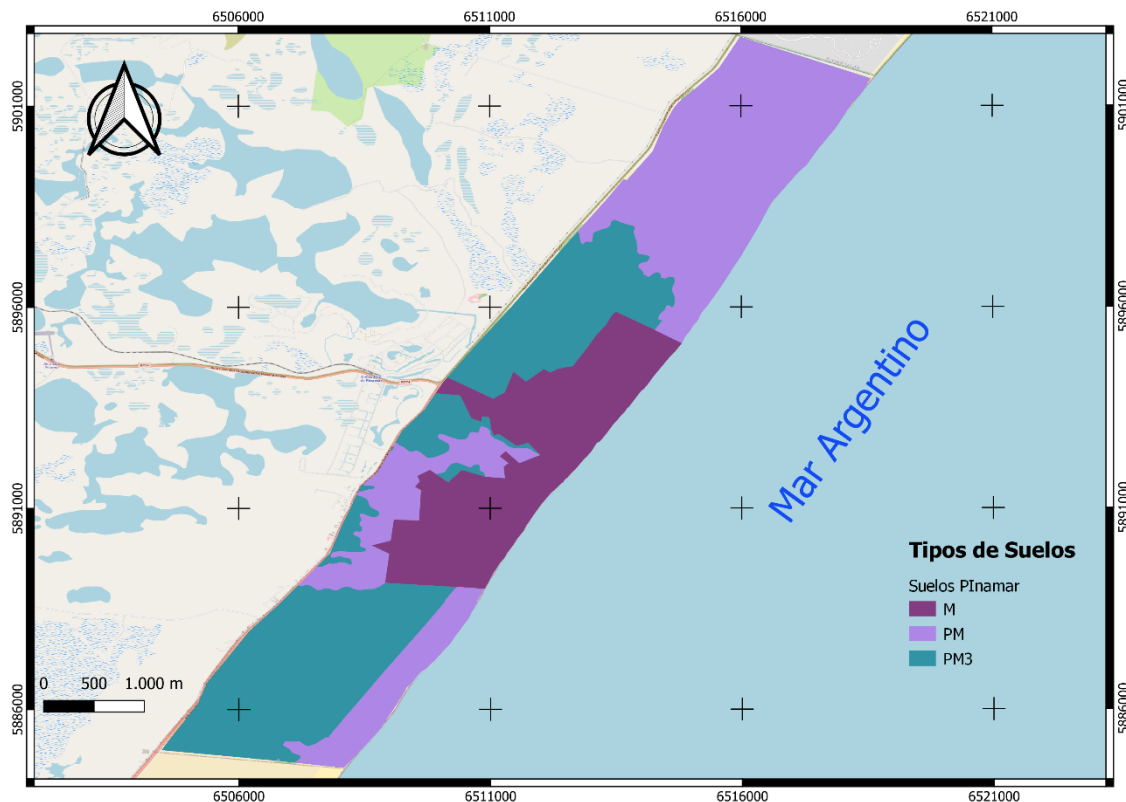 6506000 6511000 6516000 6521000
5901000 5901000
5896000 5896000
Mar Argentino
5891000 5891000
Tipos de Suelos
Suelos PInamar
M
PM
PM3
0 500 1.000 m
5886000 5886000
6506000 6511000 6516000 6521000